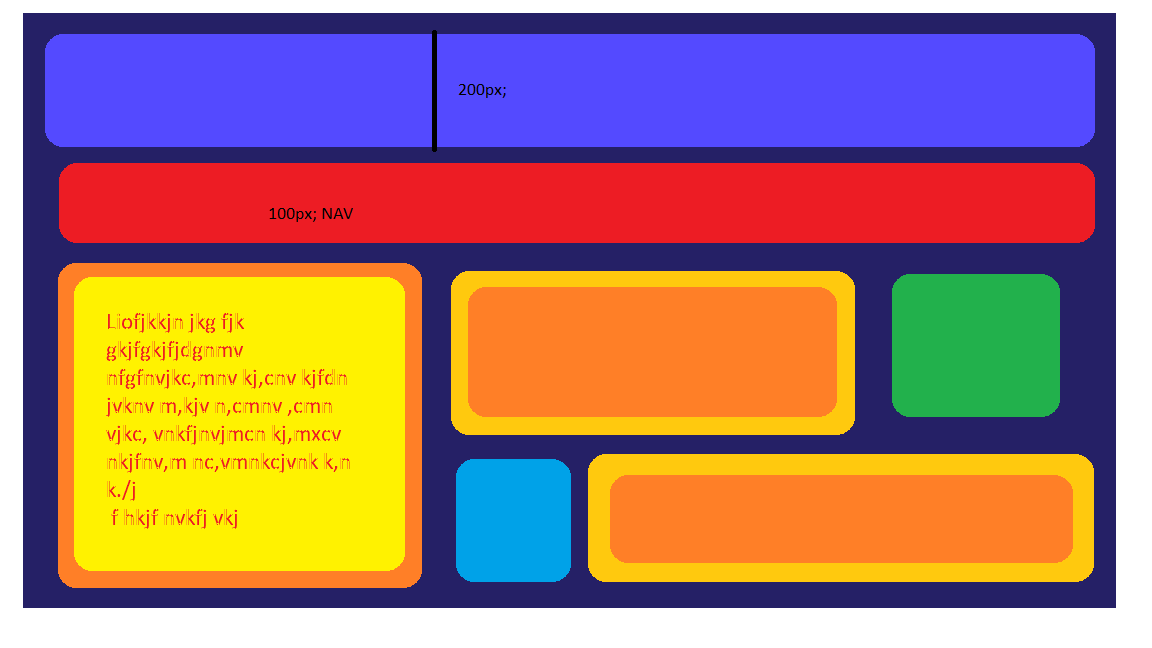 200px;
100px; NAV
Liofjkkjn jkg fjk
gkjfgkjfjdgnmv
nfgfnvjkc,mnv kj,cnv kjfdn
jvknv m,kjv n,cmnv ,cmn
vjkc, vnkfjnvjmcn kj,mxcv
nkjfnv,m nc,vmnkcjvnk k,n
k./j
f hkjf nvkfj vkj